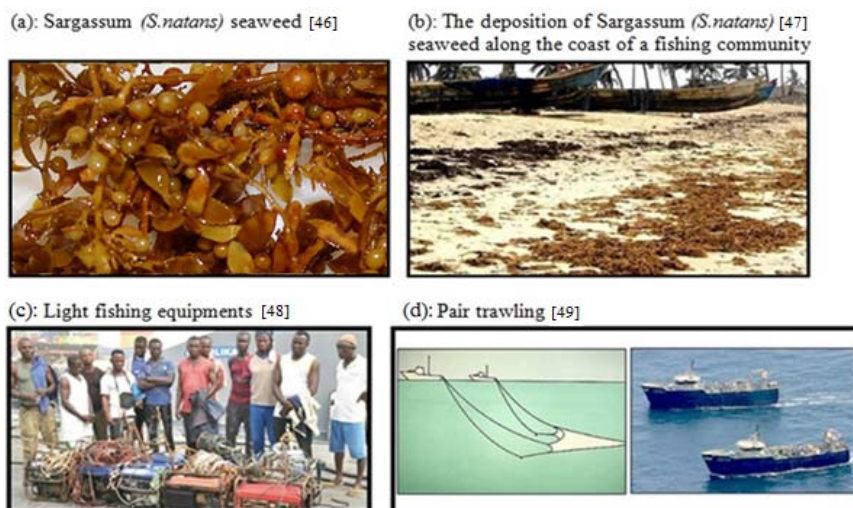 (a): Sargassum (S.natans) seaweed [46]
(b): The deposition of Sargassum (S.natans) [47]
seaweed along the coast of a fishing community
(c): Light fishing equipments [48]
(d): Pair trawling [49]